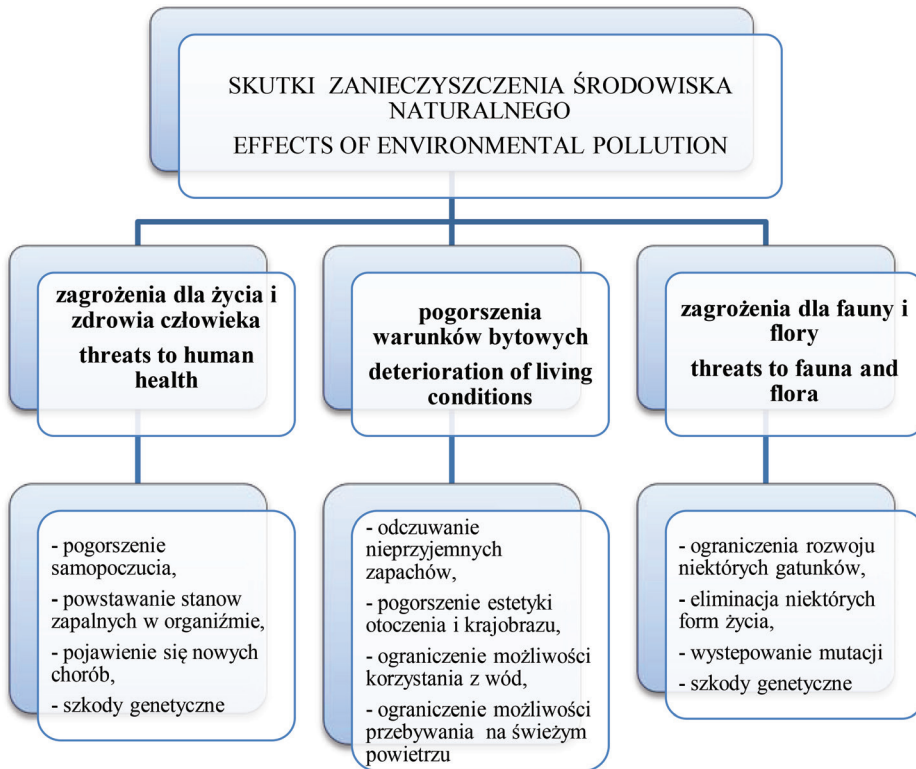 SKUTKI ZANIECZYSZCZENIA ŚRODOWISKA
NATURALNEGO
EFFECTS OF ENVIRONMENTAL POLLUTION
zagrożenia dla życia i
zdrowia człowieka
threats to human
health
pogorszenia
warunków bytowych
deterioration of living
conditions
zagrożenia dla fauny i
flory
threats to fauna and
flora
- pogorszenie
samopoczucia,
- powstawanie stanow
zapalnych w organiźmie,
- pojawienie się nowych
chorób,
- szkody genetyczne
- odczuwanie
nieprzyjemnych
zapachów,
- pogorszenie estetyki
otoczenia i krajobrazu,
- ograniczenie możliwości
korzystania z wód,
- ograniczenie możliwości
przebywania na świeżym
powietrzu
- ograniczenia rozwoju
niektórych gatunków,
- eliminacja niektórych
form życia,
- wystepowanie mutacji
- szkody genetyczne